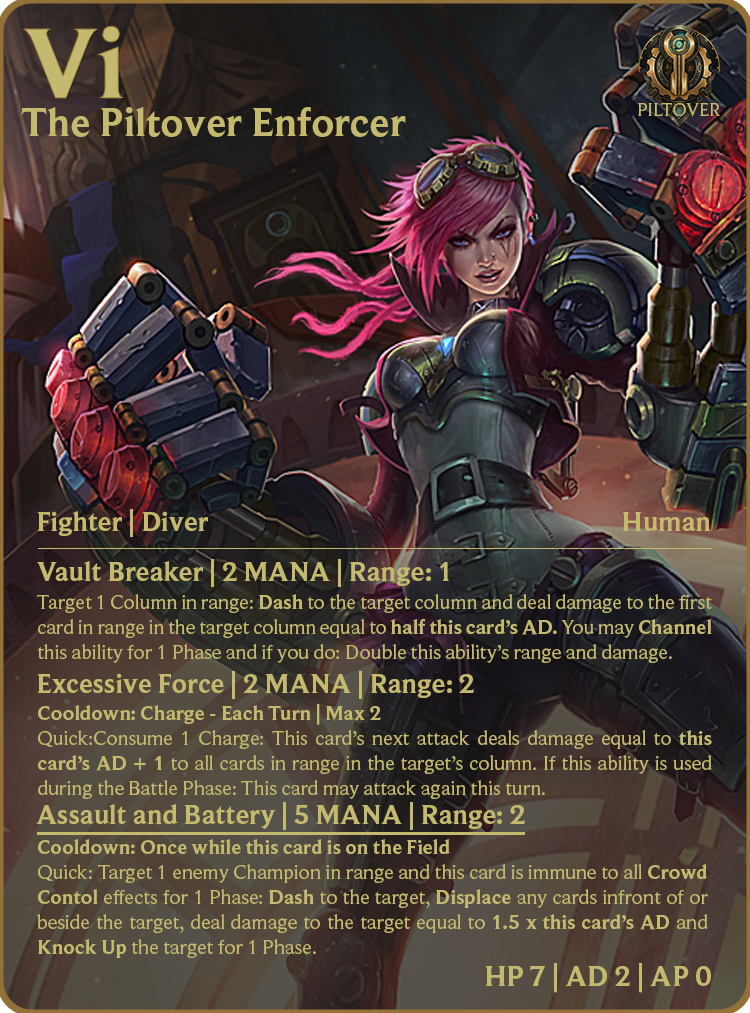 Vi
The Piltover Enforcer
PILTOVER
Fighter | Diver
Human
Vault Breaker | 2 MANA | Range: 1
Target 1 Column in range: Dash to the target column and deal damage to the first
card in range in the target column equal to half this card's AD. You may Channel
this ability for 1 Phase and if you do: Double this ability's range and damage.
Excessive Force | 2 MANA | Range: 2
Cooldown: Charge - Each Turn | Max 2
Quick:Consume 1 Charge: This card's next attack deals damage equal to this
card's AD + 1 to all cards in range in the target's column. If this ability is used
during the Battle Phase: This card may attack again this turn.
Assault and Battery | 5 MANA | Range: 2
Cooldown: Once while this card is on the Field
Quick: Target 1 enemy Champion in range and this card is immune to all Crowd
Contol effects for 1 Phase: Dash to the target, Displace any cards infront of or
beside the target, deal damage to the target equal to 1.5 x this card's AD and
Knock Up the target for 1 Phase.
HP 7 | AD 2 | AP 0